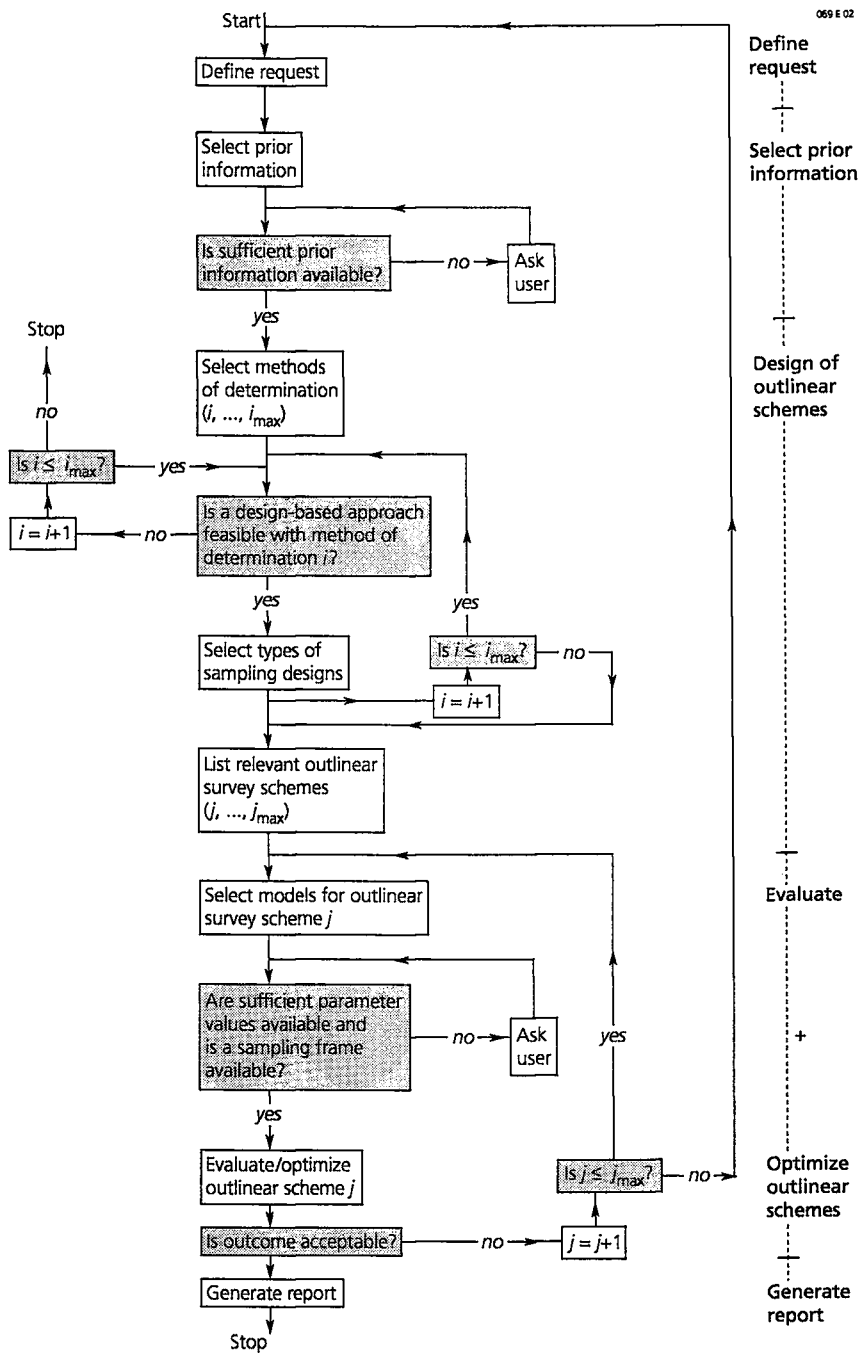 069 E 02
Start
Define request
Select prior
information
Is sufficient prior
information available?
no
Ask
user
yes
Select methods
of determination
(i, ..., imax)
Stop
no
Is i ≤ imax?
yes
i = i+1
no
Is a design-based approach
feasible with method of
determination i?
yes
Select types of
sampling designs
yes
Is i ≤ imax?
no
i = i+1
List relevant outlinear
survey schemes
(j, ..., jmax)
Select models for outlinear
survey scheme j
Are sufficient parameter
values available and
is a sampling frame
available?
no
Ask
user
yes
yes
Evaluate/optimize
outlinear scheme j
Is j ≤ jmax?
no
Is outcome acceptable?
no
j = j+1
Generate report
Stop
Define
request
Select prior
information
Design of
outlinear
schemes
Evaluate
+
Optimize
outlinear
schemes
Generate
report